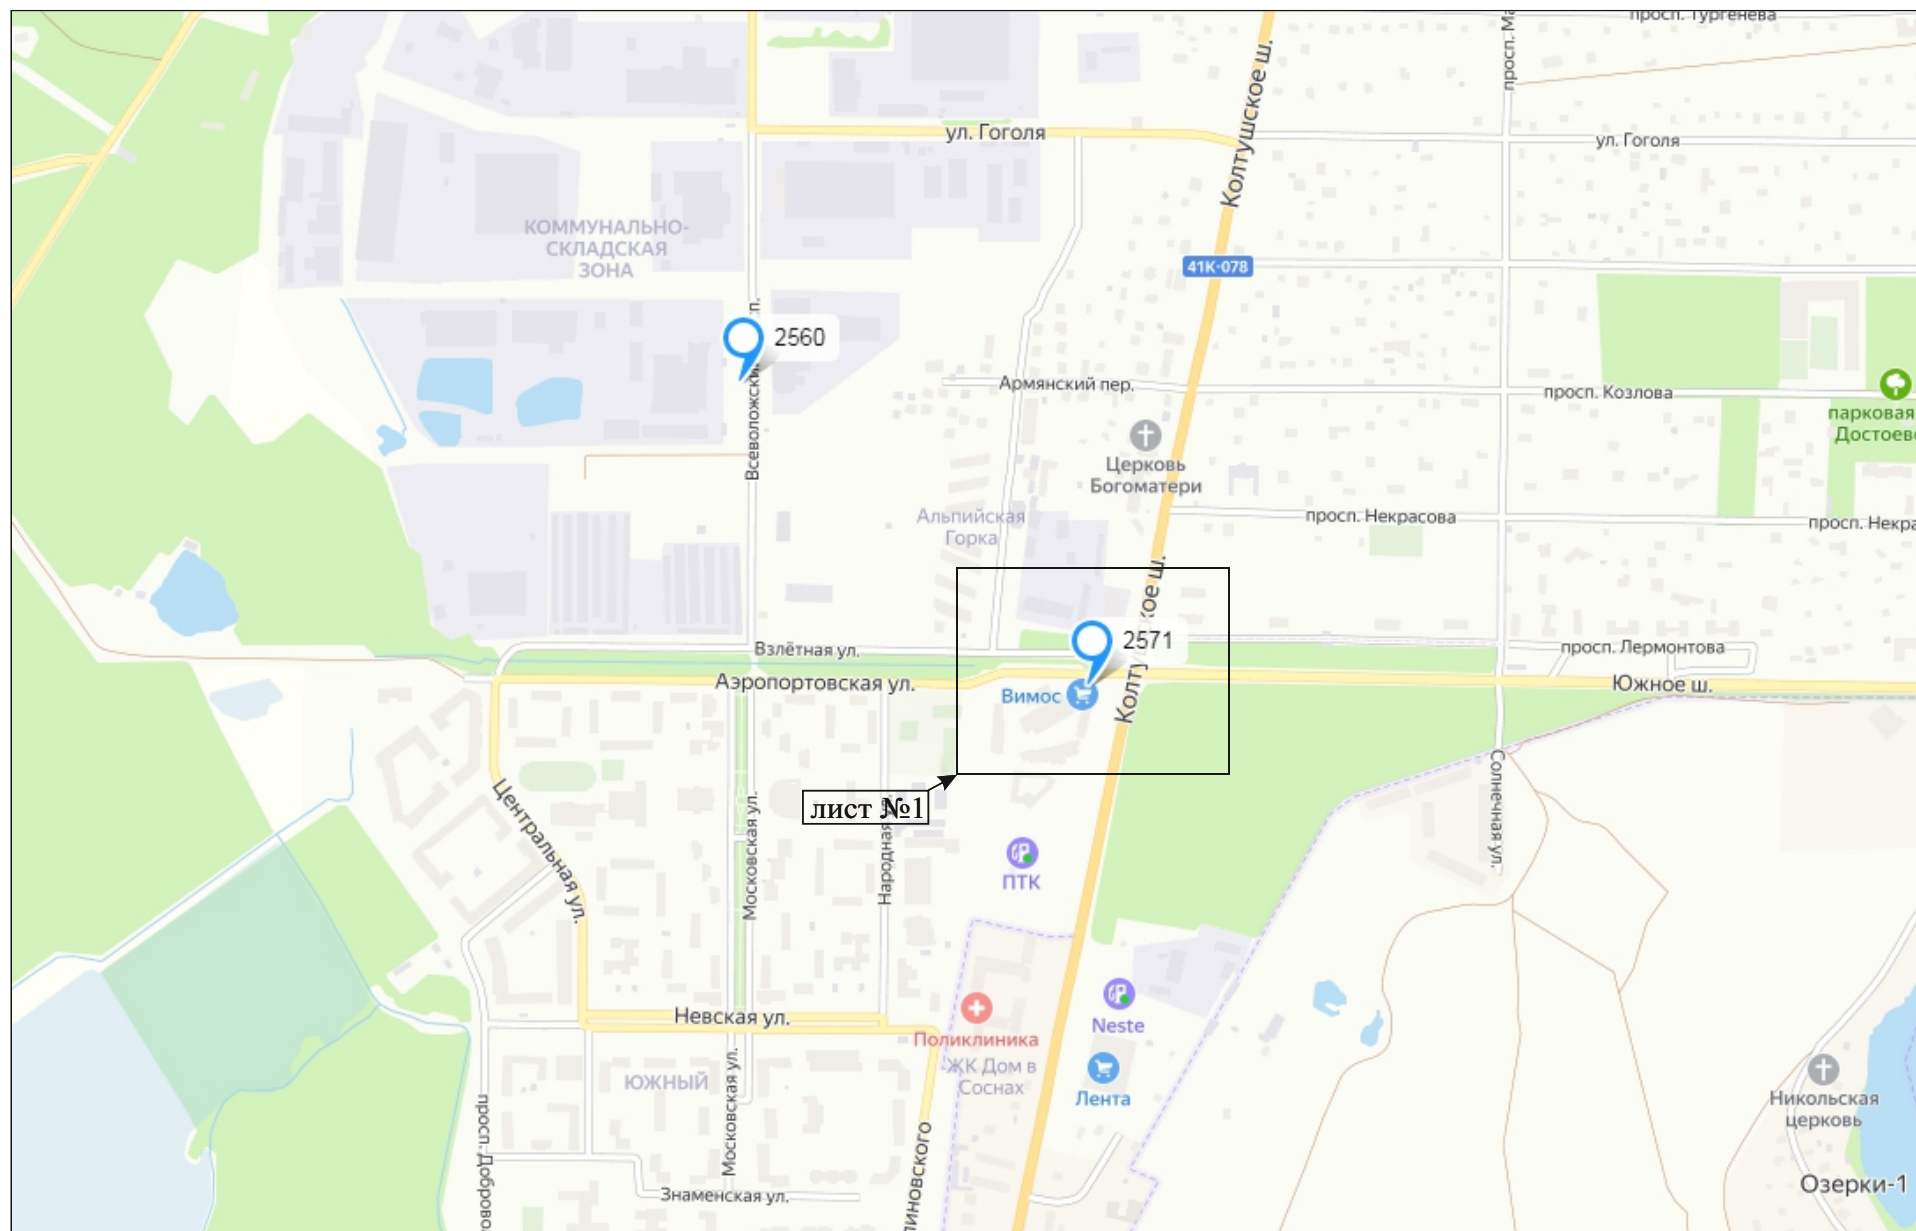 просп. Тургенева
ул. Гоголя
ул. Гоголя
Колтушское ш.
КОММУНАЛЬНО-
СКЛАДСКАЯ
ЗОНА
41К-078
2560
Армянский пер.
просп. Козлова
парковая
Церковь
Богоматери
Альпийская
Горка
просп. Некрасова
просп. Некра
2571
Взлётная ул.
просп. Лермонтова
Аэропортовская ул.
Вимос
Южное ш.
лист №1
Центральная ул.
Московская ул.
Солнечная ул.
ПТК
Невская ул.
Поликлиника
Neste
ЖК Дом в
Соснах
ЮЖНЫЙ
Московская ул.
Лента
Никольская
церковь
Знаменская ул.
Озерки-1